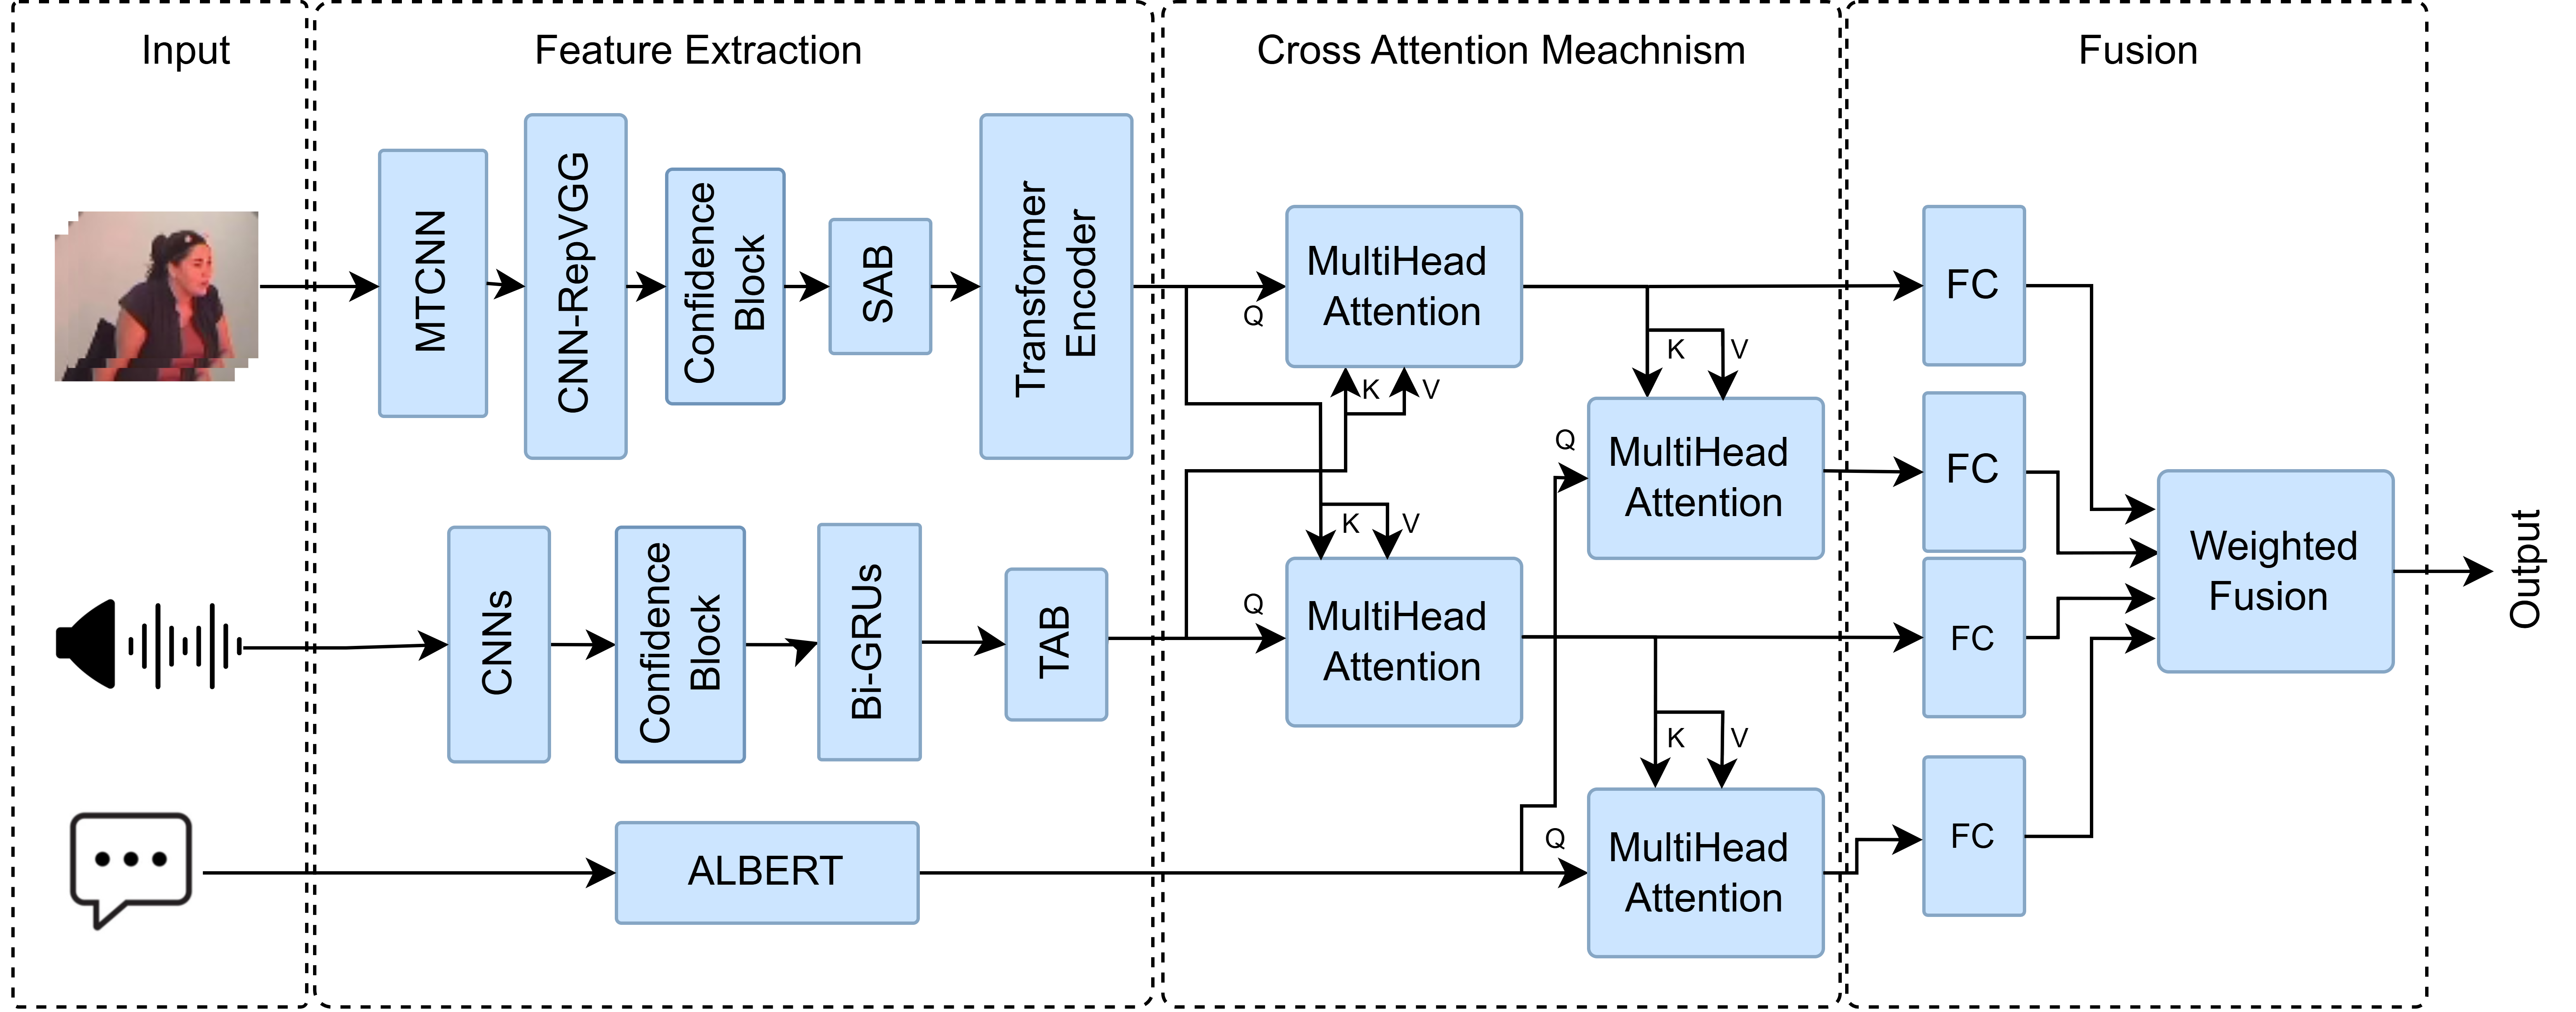 Input
Feature Extraction
Cross Attention Meachnism
Fusion
MTCNN
CNN-RepVGG
Confidence
Block
SAB
Transformer
Encoder
Q
MultiHead
Attention
K
V
K
V
Q
MultiHead
Attention
FC
FC
CNNs
Confidence
Block
Bi-GRUs
TAB
K
V
Q
MultiHead
Attention
K
V
FC
Weighted
Fusion
Output
ALBERT
Q
MultiHead
Attention
FC